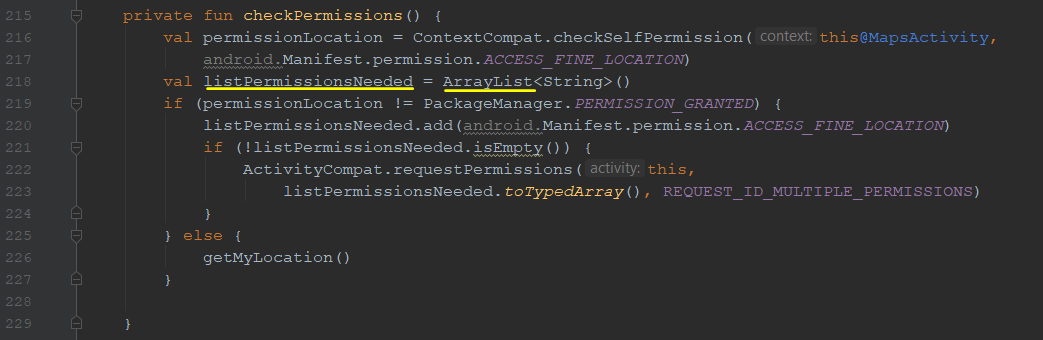 215 private fun checkPermissions() {
216 val permissionLocation = ContextCompat.checkSelfPermission( context: this@MapsActivity,
217 android.Manifest.permission.ACCESS_FINE_LOCATION)
218 val listPermissionsNeeded = ArrayList<String>()
219 if (permissionLocation != PackageManager.PERMISSION_GRANTED) {
220 listPermissionsNeeded.add(android.Manifest.permission.ACCESS_FINE_LOCATION)
221 if (!listPermissionsNeeded.isEmpty()) {
222 ActivityCompat.requestPermissions( activity: this,
223 listPermissionsNeeded.toTypedArray(), REQUEST_ID_MULTIPLE_PERMISSIONS)
224 }
225 } else {
226 getMyLocation()
227 }
228
229 }